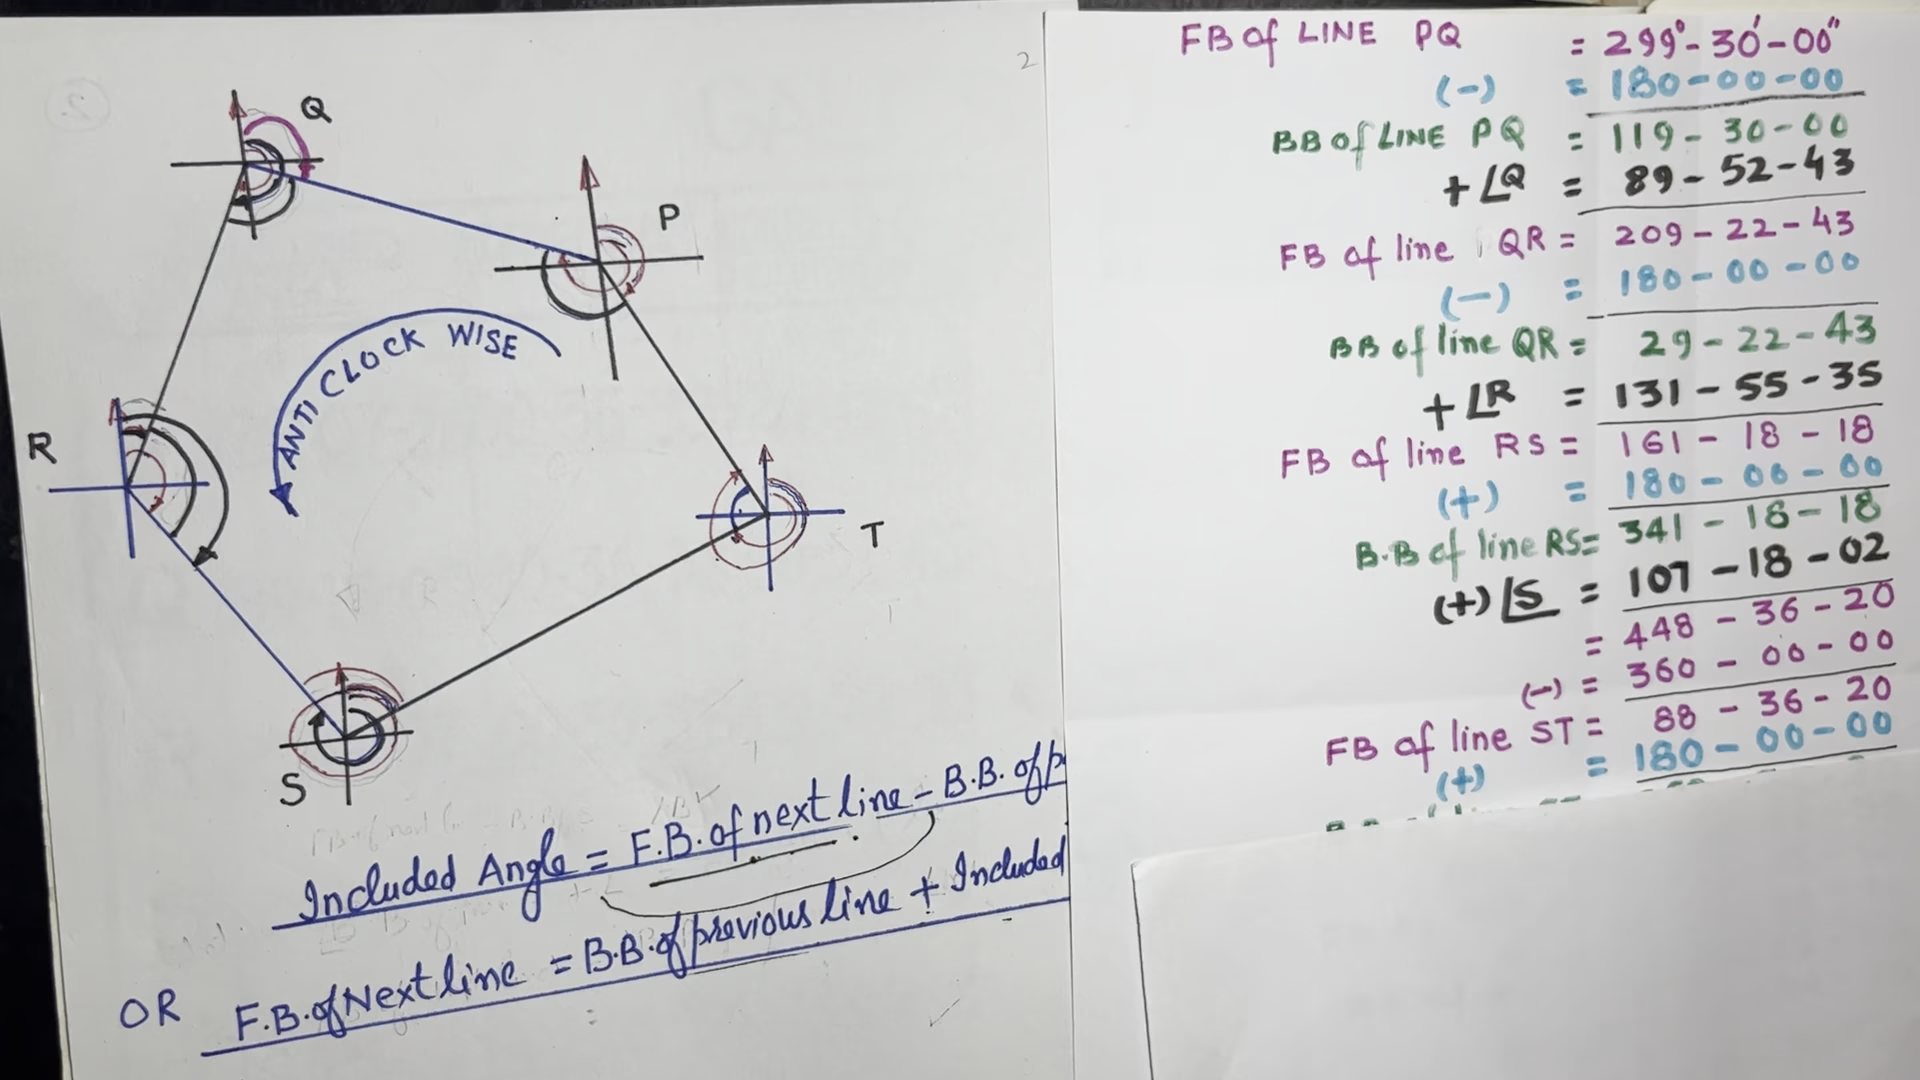 2
Q
P
ANTI CLOCK WISE
R
T
S
Included Angle = F.B. of next line - B.B. of
OR F.B. of Next line = B.B. of previous line + Included
FB of LINE PQ = 299°- 30'- 00"
(-) = 180-00-00
BB of LINE PQ = 119- 30-00
+ ∠Q = 89-52-43
FB of line QR = 209-22-43
(-) = 180-00-00
BB of line QR = 29-22-43
+ ∠R = 131-55-35
FB of line RS = 161-18-18
(+) = 180-00-00
B.B of line RS = 341-18-18
(+) ∠S = 107-18-02
= 448-36-20
(-) = 360-00-00
FB of line ST = 88-36-20
(+) = 180-00-00